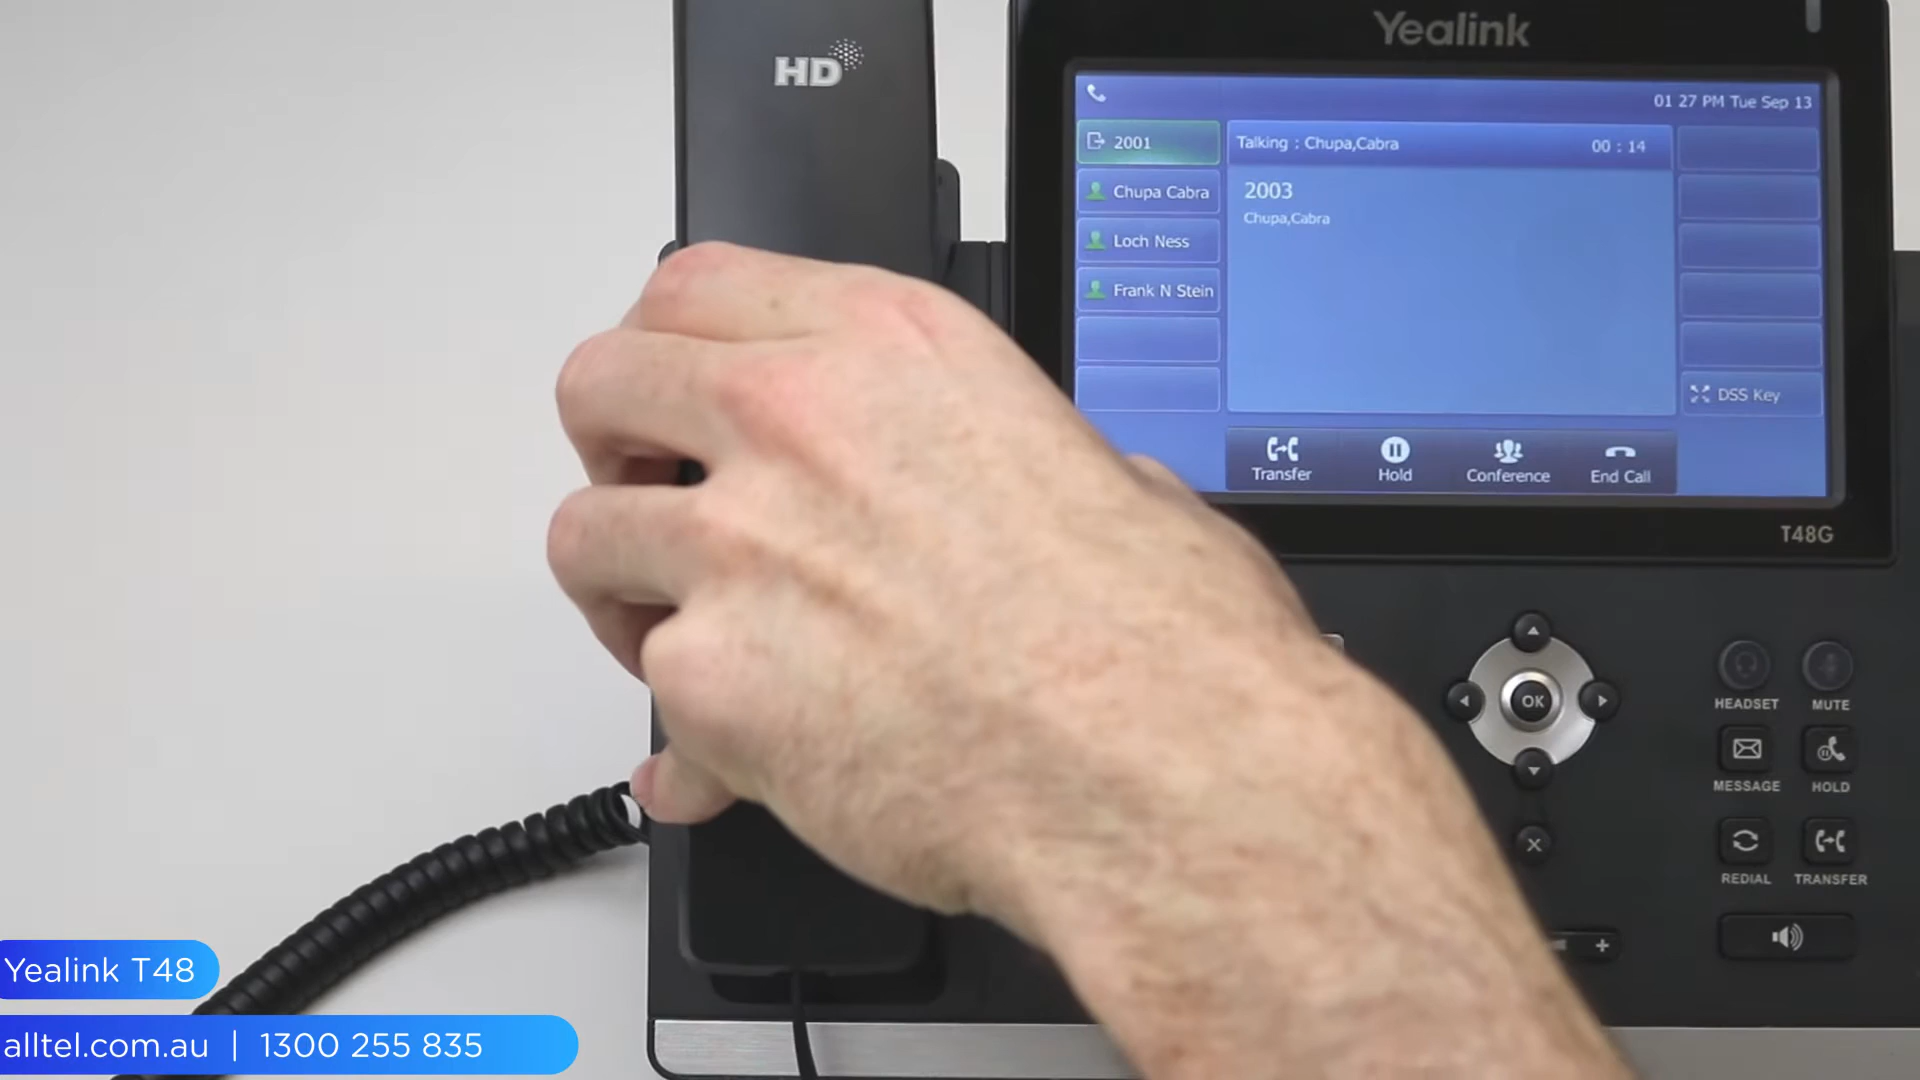 HD
Yealink
01 27 PM Tue Sep 13
2001
Talking : Chupa,Cabra 00 : 14
Chupa Cabra
2003
Chupa,Cabra
Loch Ness
Frank N Stein
DSS Key
Transfer
Hold
Conference
End Call
T48G
OK
HEADSET
MUTE
MESSAGE
HOLD
REDIAL
TRANSFER
Yealink T48
alltel.com.au | 1300 255 835